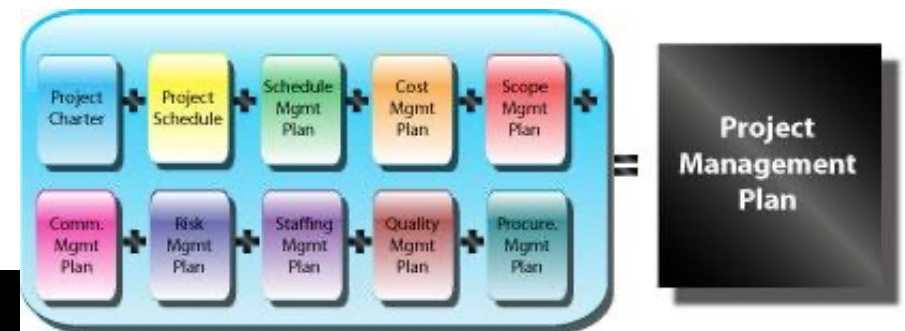 Project
Charter
Project
Schedule
Schedule
Mgmt
Plan
Cost
Mgmt
Plan
Scope
Mgmt
Plan
Comm.
Mgmt
Plan
Risk
Mgmt
Plan
Staffing
Mgmt
Plan
Quality
Mgmt
Plan
Procure.
Mgmt
Plan
Project
Management
Plan